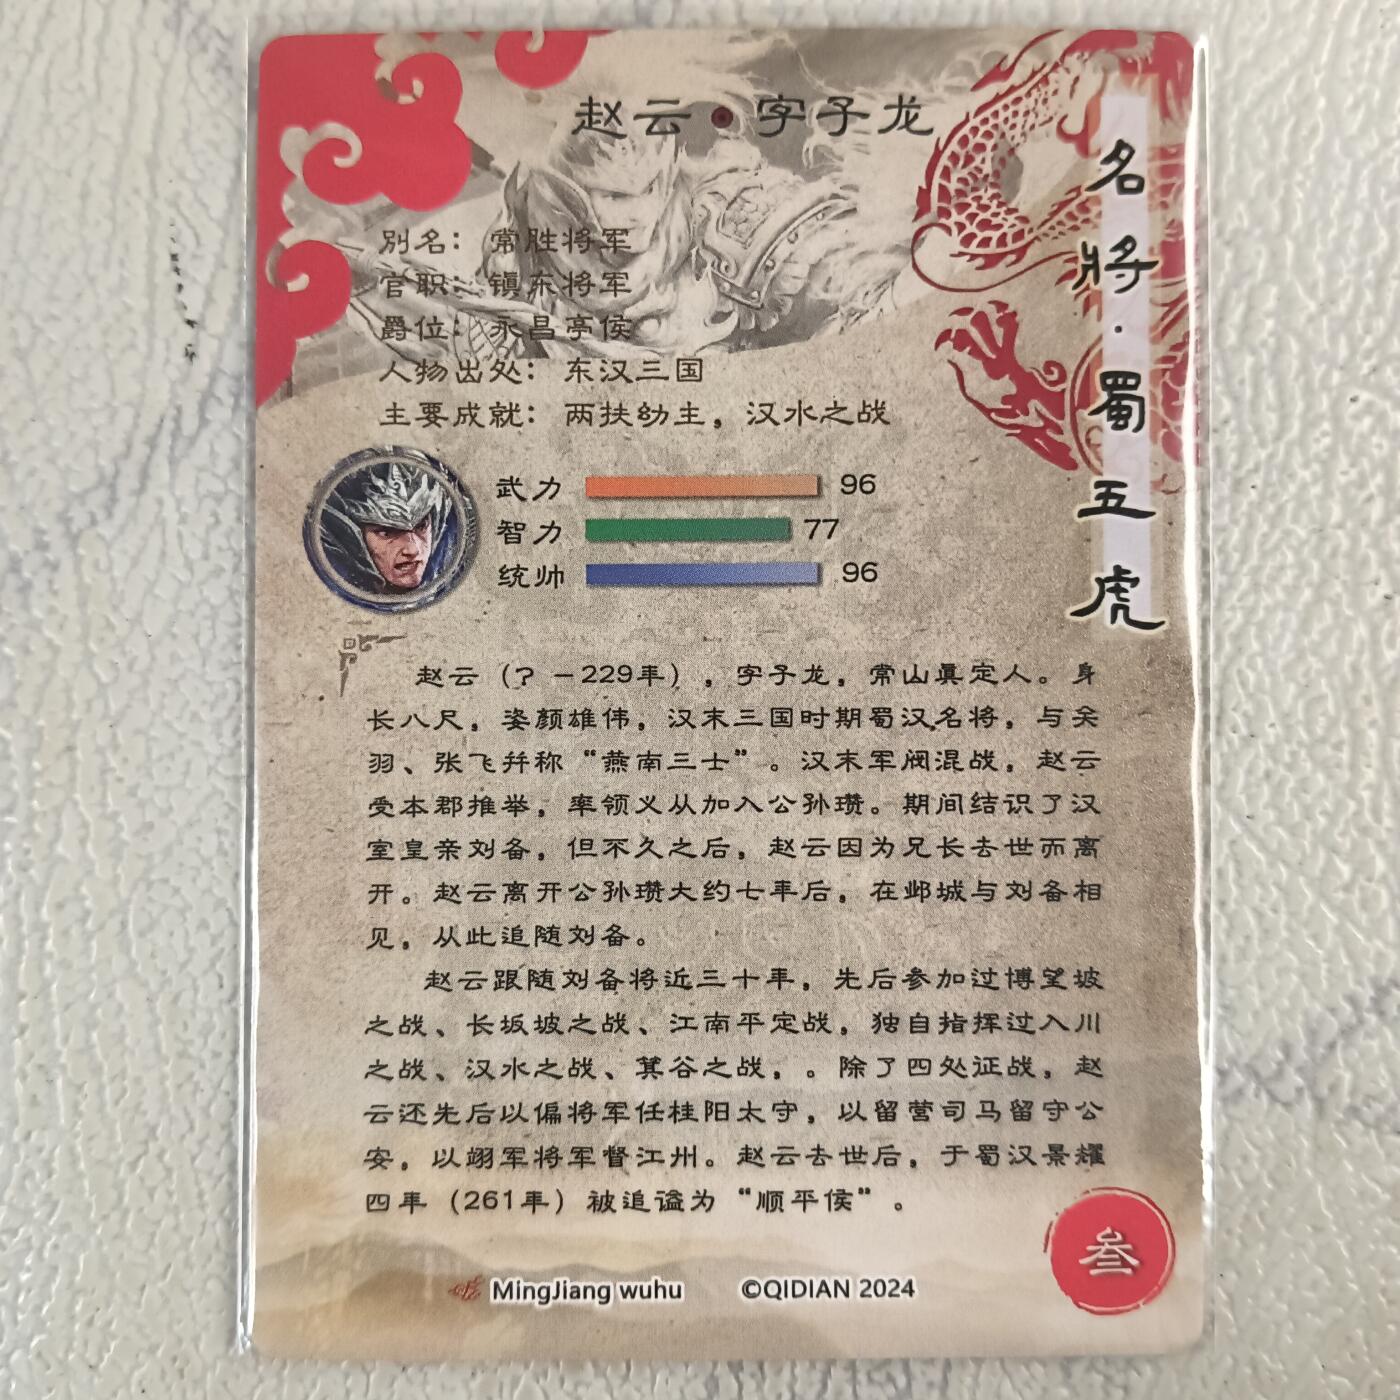 赵云·字子龙
名將·蜀五虎
别名：常胜将军
官职：镇东将军
爵位：永昌亭侯
人物出处：东汉三国
主要成就：两扶幼主，汉水之战
武力 96
智力 77
统帅 96
赵云（？－229年），字子龙，常山真定人。身
长八尺，姿颜雄伟，汉末三国时期蜀汉名将，与关
羽、张飞并称“燕南三士”。汉末军阀混战，赵云
受本郡推举，率领义从加入公孙瓒。期间结识了汉
室皇亲刘备，但不久之后，赵云因为兄长去世而离
开。赵云离开公孙瓒大约七年后，在邺城与刘备相
见，从此追随刘备。
赵云跟随刘备将近三十年，先后参加过博望坡
之战、长坂坡之战、江南平定战，独自指挥过入川
之战、汉水之战、箕谷之战，。除了四处征战，赵
云还先后以偏将军任桂阳太守，以留营司马留守公
安，以翊军将军督江州。赵云去世后，于蜀汉景耀
四年（261年）被追谥为“顺平侯”。
叁
MingJiang wuhu ©QIDIAN 2024